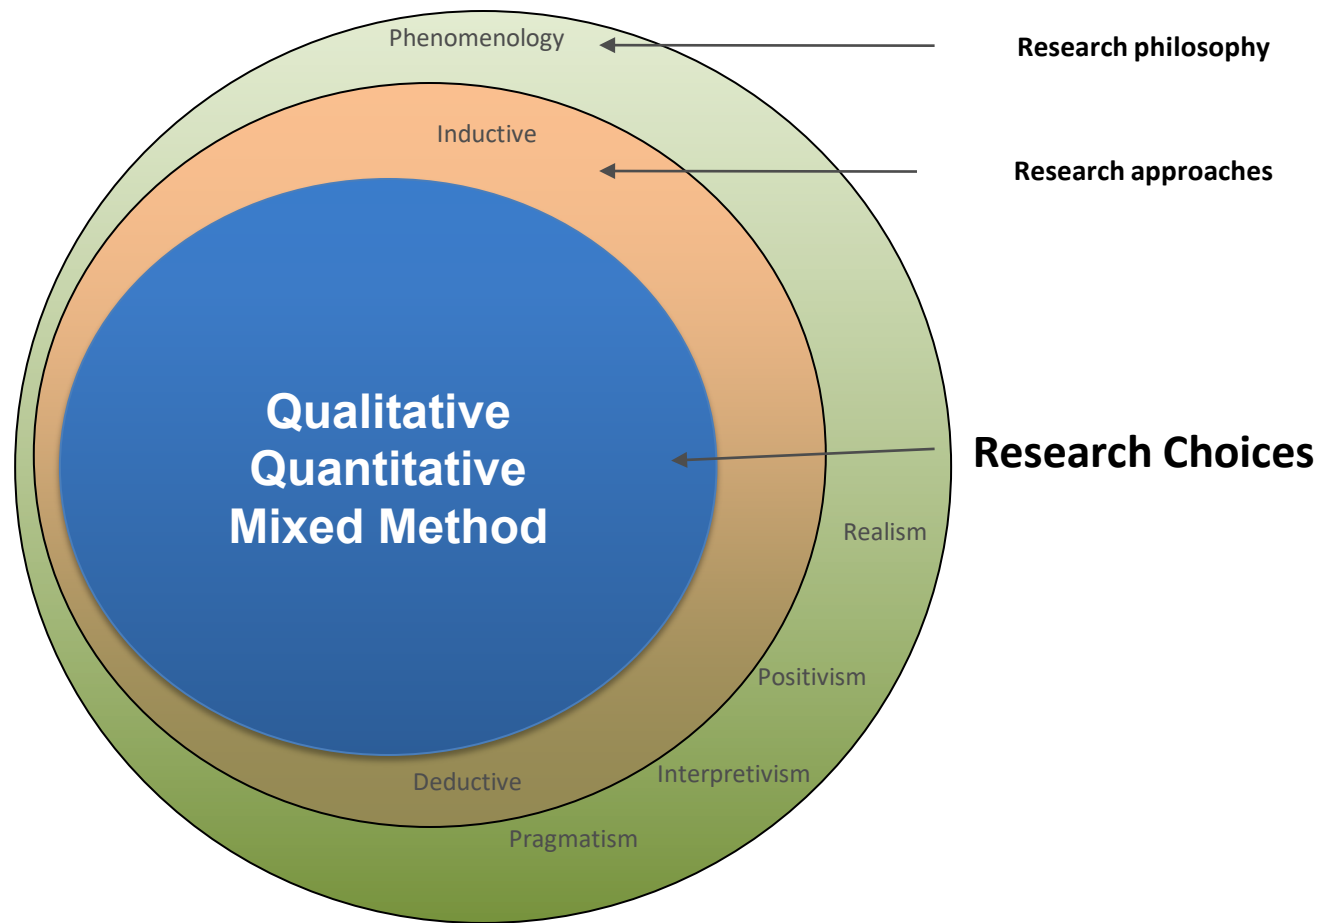 Phenomenology
Research philosophy
Inductive
Research approaches
Qualitative
Quantitative
Mixed Method
Research Choices
Realism
Positivism
Interpretivism
Deductive
Pragmatism